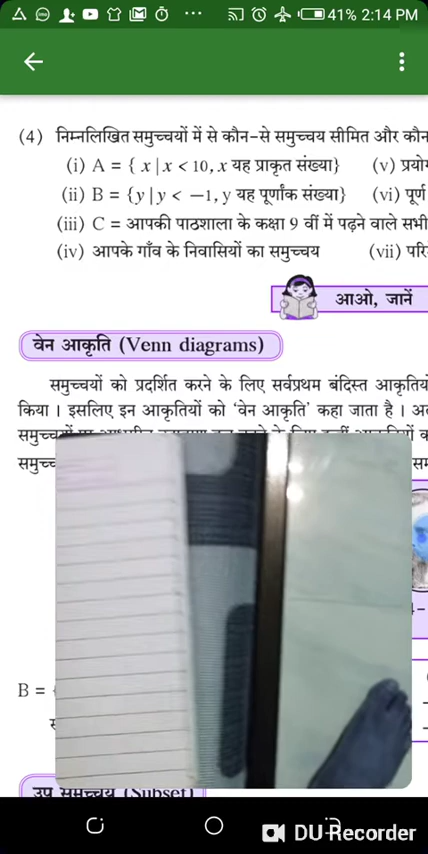 41% 2:14 PM
(4) निम्नलिखित समुच्चयों में से कौन-से समुच्चय सीमित और कौन
(i) A = { x | x < 10, x यह प्राकृत संख्या} (v) प्रयो
(ii) B = {y | y < −1, y यह पूर्णांक संख्या} (vi) पूर्ण
(iii) C = आपकी पाठशाला के कक्षा 9 वीं में पढ़ने वाले सभी
(iv) आपके गाँव के निवासियों का समुच्चय (vii) परि
आओ, जानें
वेन आकृति (Venn diagrams)
समुच्चयों को प्रदर्शित करने के लिए सर्वप्रथम बंदिस्त आकृतियों
किया । इसलिए इन आकृतियों को ‘वेन आकृति’ कहा जाता है ।
B =
उप समुच्चय (Subset)
DU Recorder